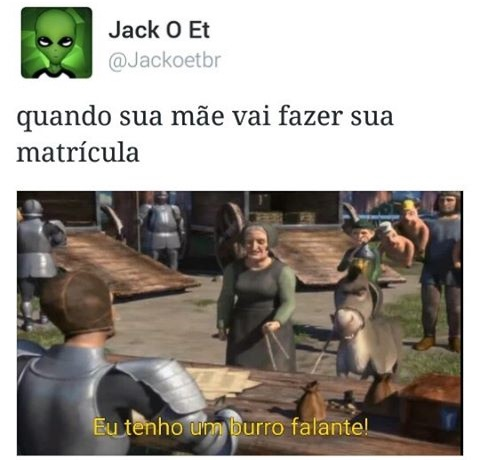 Jack O Et
@Jackoetbr
quando sua mãe vai fazer sua
matrícula
Eu tenho um burro falante!